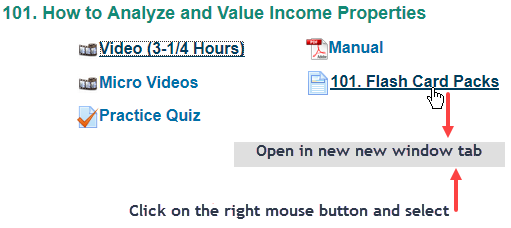 101. How to Analyze and Value Income Properties
Video (3-1/4 Hours)
Manual
Micro Videos
101. Flash Card Packs
Practice Quiz
Open in new new window tab
Click on the right mouse button and select